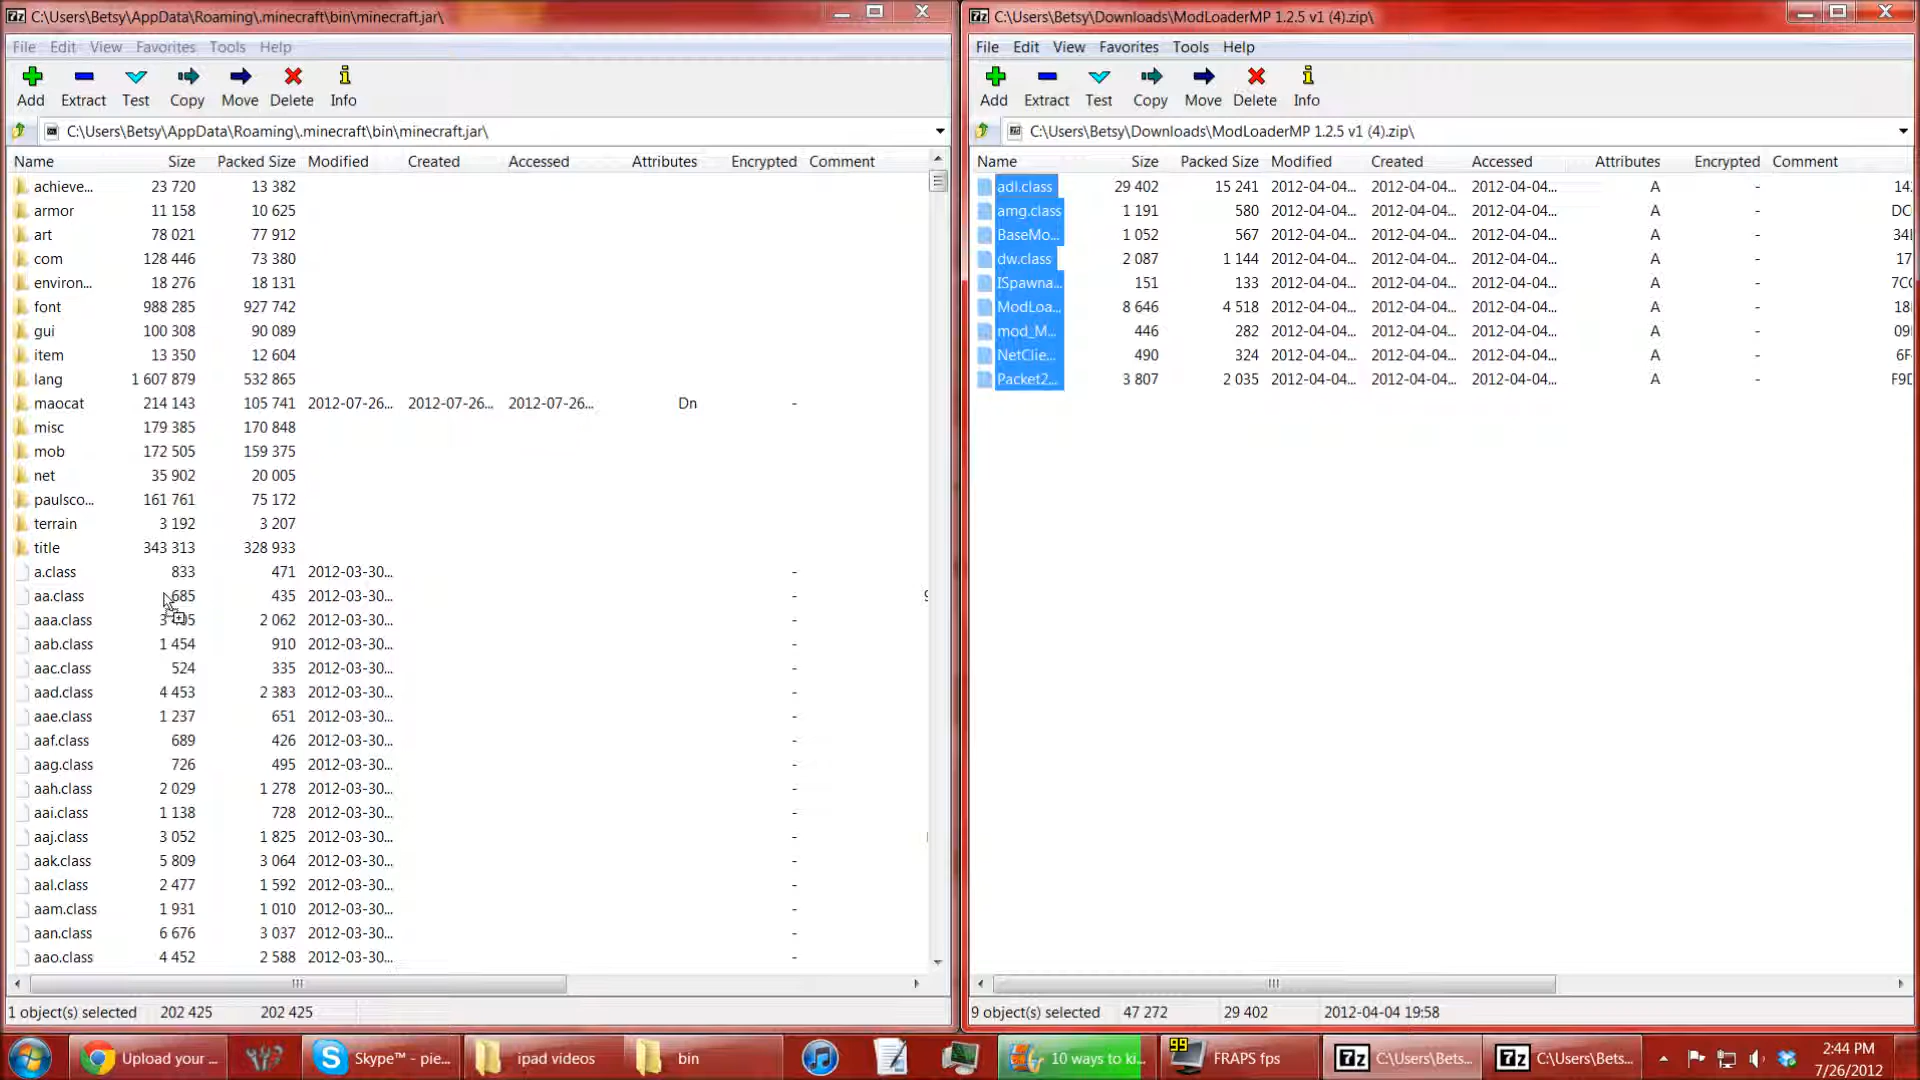 C:\Users\Betsy\AppData\Roaming\.minecraft\bin\minecraft.jar\
File Edit View Favorites Tools Help
Add Extract Test Copy Move Delete Info
C:\Users\Betsy\AppData\Roaming\.minecraft\bin\minecraft.jar\
Name Size Packed Size Modified Created Accessed Attributes Encrypted Comment
achieve... 23 720 13 382
armor 11 158 10 625
art 78 021 77 912
com 128 446 73 380
environ... 18 276 18 131
font 988 285 927 742
gui 100 308 90 089
item 13 350 12 604
lang 1 607 879 532 865
maocat 214 143 105 741 2012-07-26... 2012-07-26... 2012-07-26... Dn -
misc 179 385 170 848
mob 172 505 159 375
net 35 902 20 005
paulsco... 161 761 75 172
terrain 3 192 3 207
title 343 313 328 933
a.class 833 471 2012-03-30... -
aa.class 685 435 2012-03-30... -
aaa.class 2 062 2012-03-30... -
aab.class 1 454 910 2012-03-30... -
aac.class 524 335 2012-03-30... -
aad.class 4 453 2 383 2012-03-30... -
aae.class 1 237 651 2012-03-30... -
aaf.class 689 426 2012-03-30... -
aag.class 726 495 2012-03-30... -
aah.class 2 029 1 278 2012-03-30... -
aai.class 1 138 728 2012-03-30... -
aaj.class 3 052 1 825 2012-03-30... -
aak.class 5 809 3 064 2012-03-30... -
aal.class 2 477 1 592 2012-03-30... -
aam.class 1 931 1 010 2012-03-30... -
aan.class 6 676 3 037 2012-03-30... -
aao.class 4 452 2 588 2012-03-30... -
1 object(s) selected 202 425 202 425
C:\Users\Betsy\Downloads\ModLoaderMP 1.2.5 v1 (4).zip\
File Edit View Favorites Tools Help
Add Extract Test Copy Move Delete Info
C:\Users\Betsy\Downloads\ModLoaderMP 1.2.5 v1 (4).zip\
Name Size Packed Size Modified Created Accessed Attributes Encrypted Comment
adl.class 29 402 15 241 2012-04-04... 2012-04-04... 2012-04-04... A - 14
amg.class 1 191 580 2012-04-04... 2012-04-04... 2012-04-04... A - DC
BaseMo... 1 052 567 2012-04-04... 2012-04-04... 2012-04-04... A - 34
dw.class 2 087 1 144 2012-04-04... 2012-04-04... 2012-04-04... A - 17
ISpawna... 151 133 2012-04-04... 2012-04-04... 2012-04-04... A - 7C
ModLoa... 8 646 4 518 2012-04-04... 2012-04-04... 2012-04-04... A - 18
mod_M... 446 282 2012-04-04... 2012-04-04... 2012-04-04... A - 09
NetClie... 490 324 2012-04-04... 2012-04-04... 2012-04-04... A - 6F
Packet2... 3 807 2 035 2012-04-04... 2012-04-04... 2012-04-04... A - F9
9 object(s) selected 47 272 29 402 2012-04-04 19:58
Upload your ... Skype™ - pie... ipad videos bin 10 ways to ki... 99 FRAPS fps 7z C:\Users\Bets... 7z C:\Users\Bets... 2:44 PM
7/26/2012